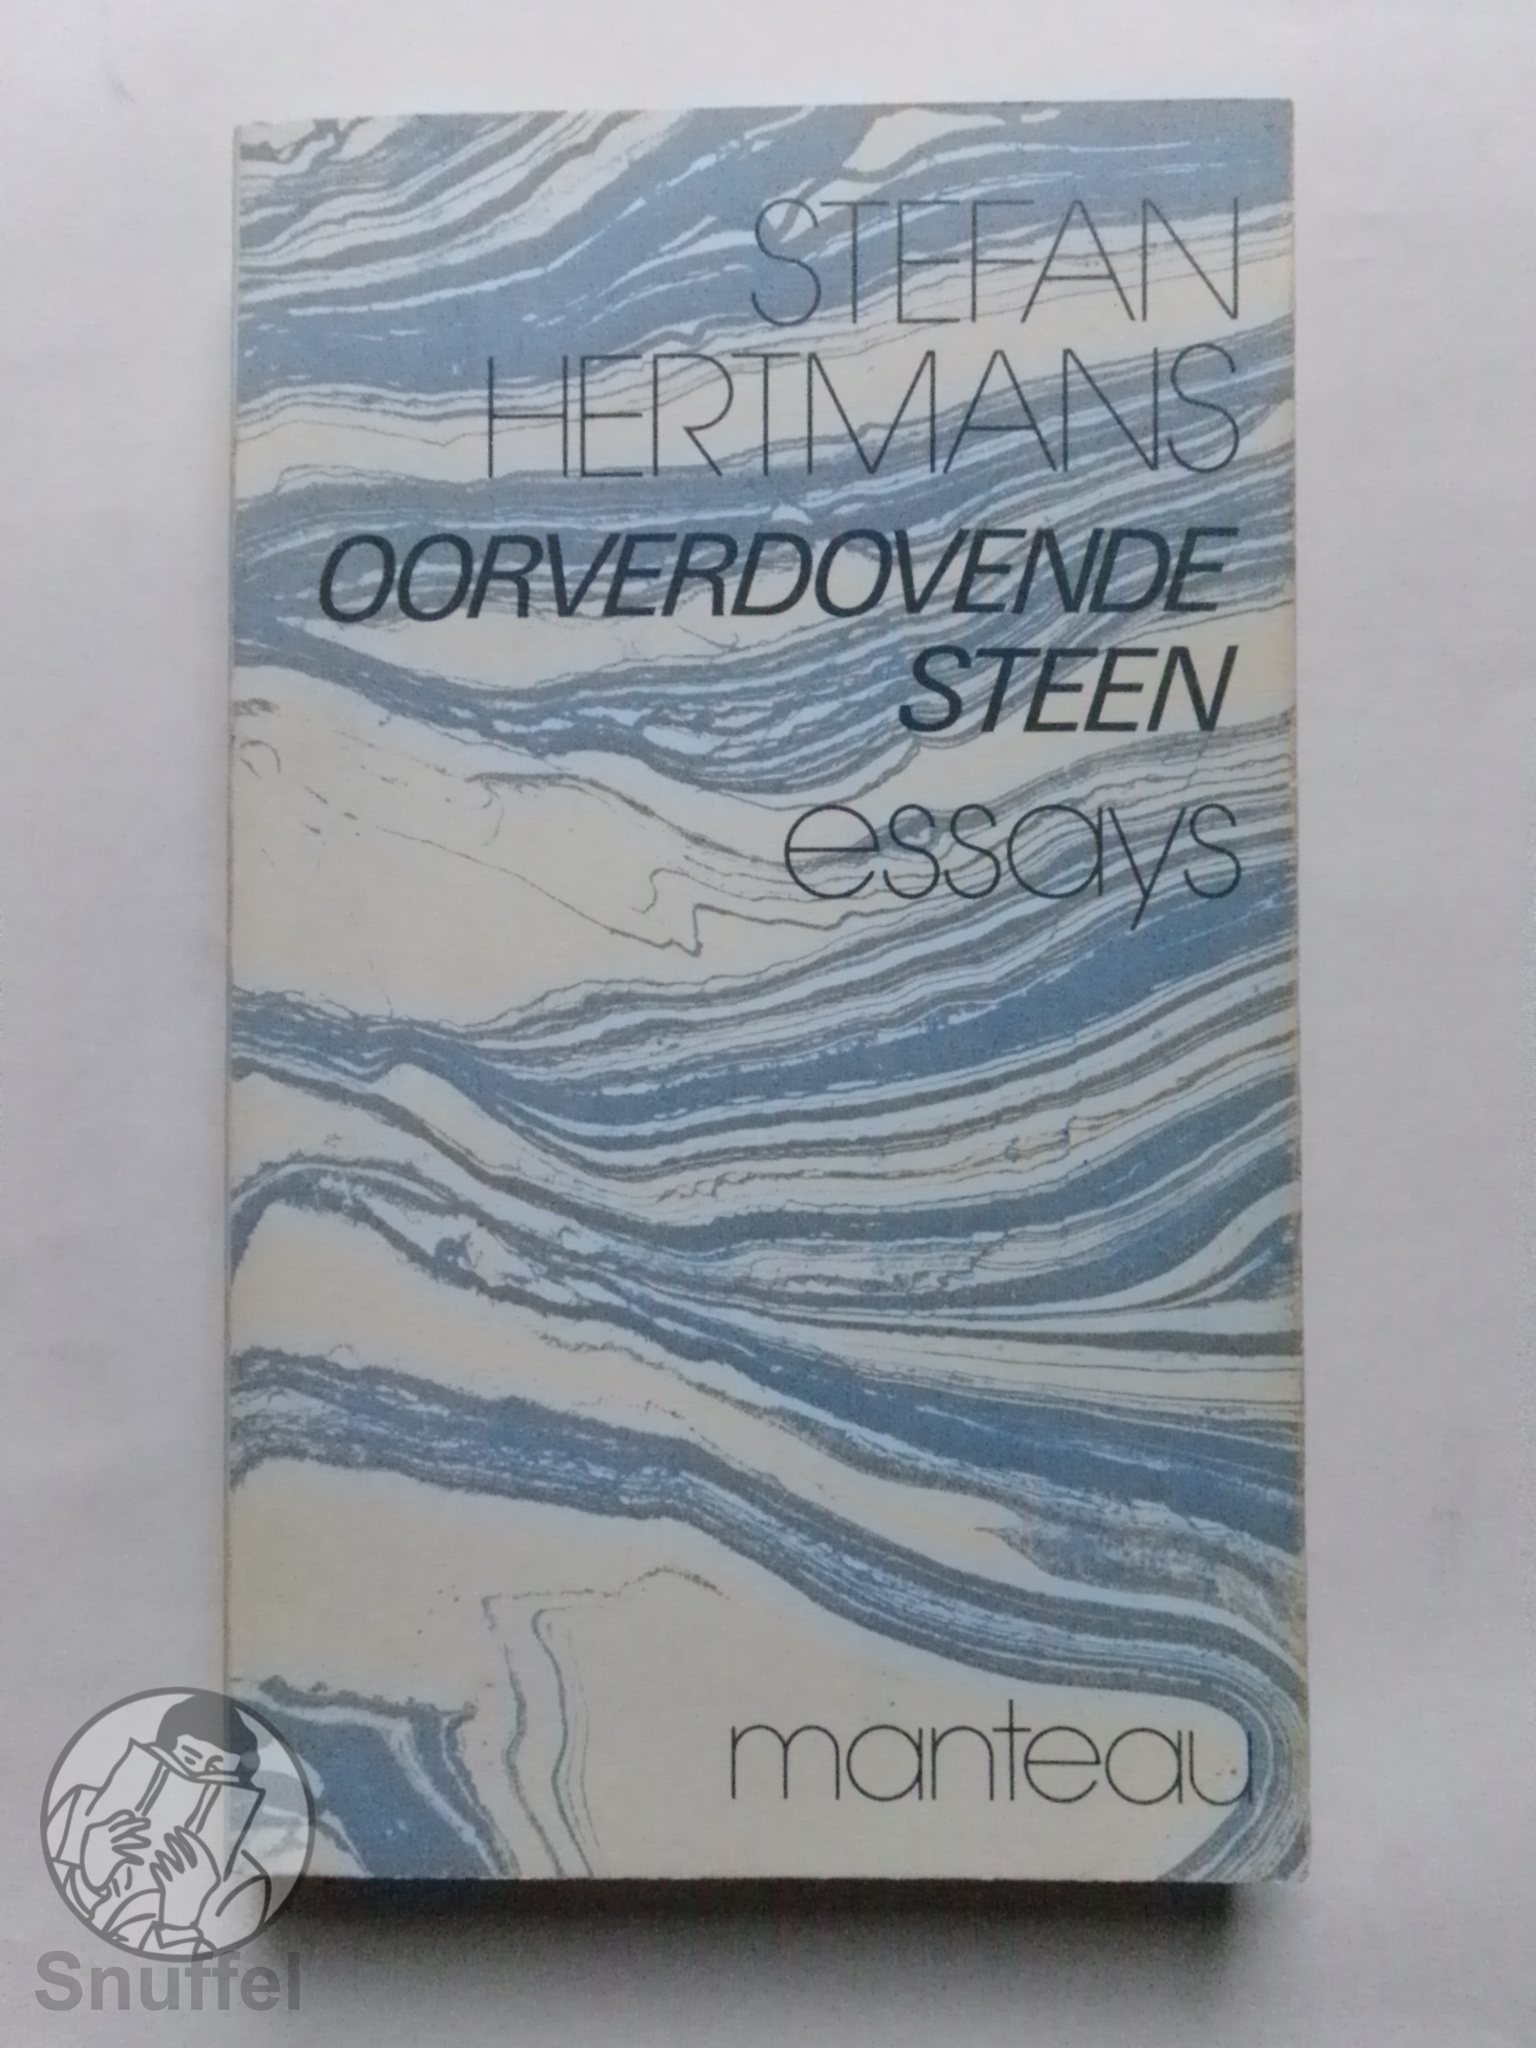 STEFAN
HERTMANS
OORVERDOVENDE
STEEN
essays
manteau
Snuffel